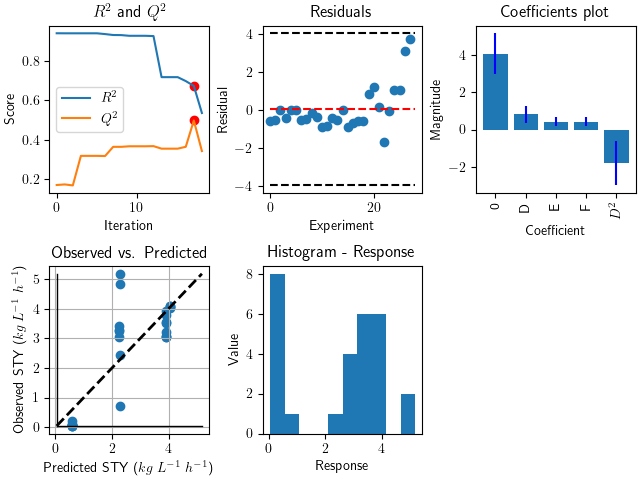 R² and Q²
Score
0.8
0.6
0.4
0.2
R²
Q²
0
10
Iteration
Residuals
Residual
4
2
0
−2
−4
0
20
Experiment
Coefficients plot
Magnitude
4
2
0
−2
0
D
E
F
D²
Coefficient
Observed vs. Predicted
Observed STY (kg L⁻¹ h⁻¹)
5
4
3
2
1
0
0
2
4
Predicted STY (kg L⁻¹ h⁻¹)
Histogram - Response
Value
8
6
4
2
0
0
2
4
Response